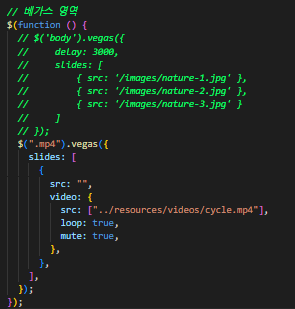 // 베가스 영역
$(function () {
  // $('body').vegas({
  //     delay: 3000,
  //     slides: [
  //         { src: '/images/nature-1.jpg' },
  //         { src: '/images/nature-2.jpg' },
  //         { src: '/images/nature-3.jpg' }
  //     ]
  // });
  $(".mp4").vegas({
    slides: [
      {
        src: "",
        video: {
          src: ["../resources/videos/cycle.mp4"],
          loop: true,
          mute: true,
        },
      },
    ],
  });
});